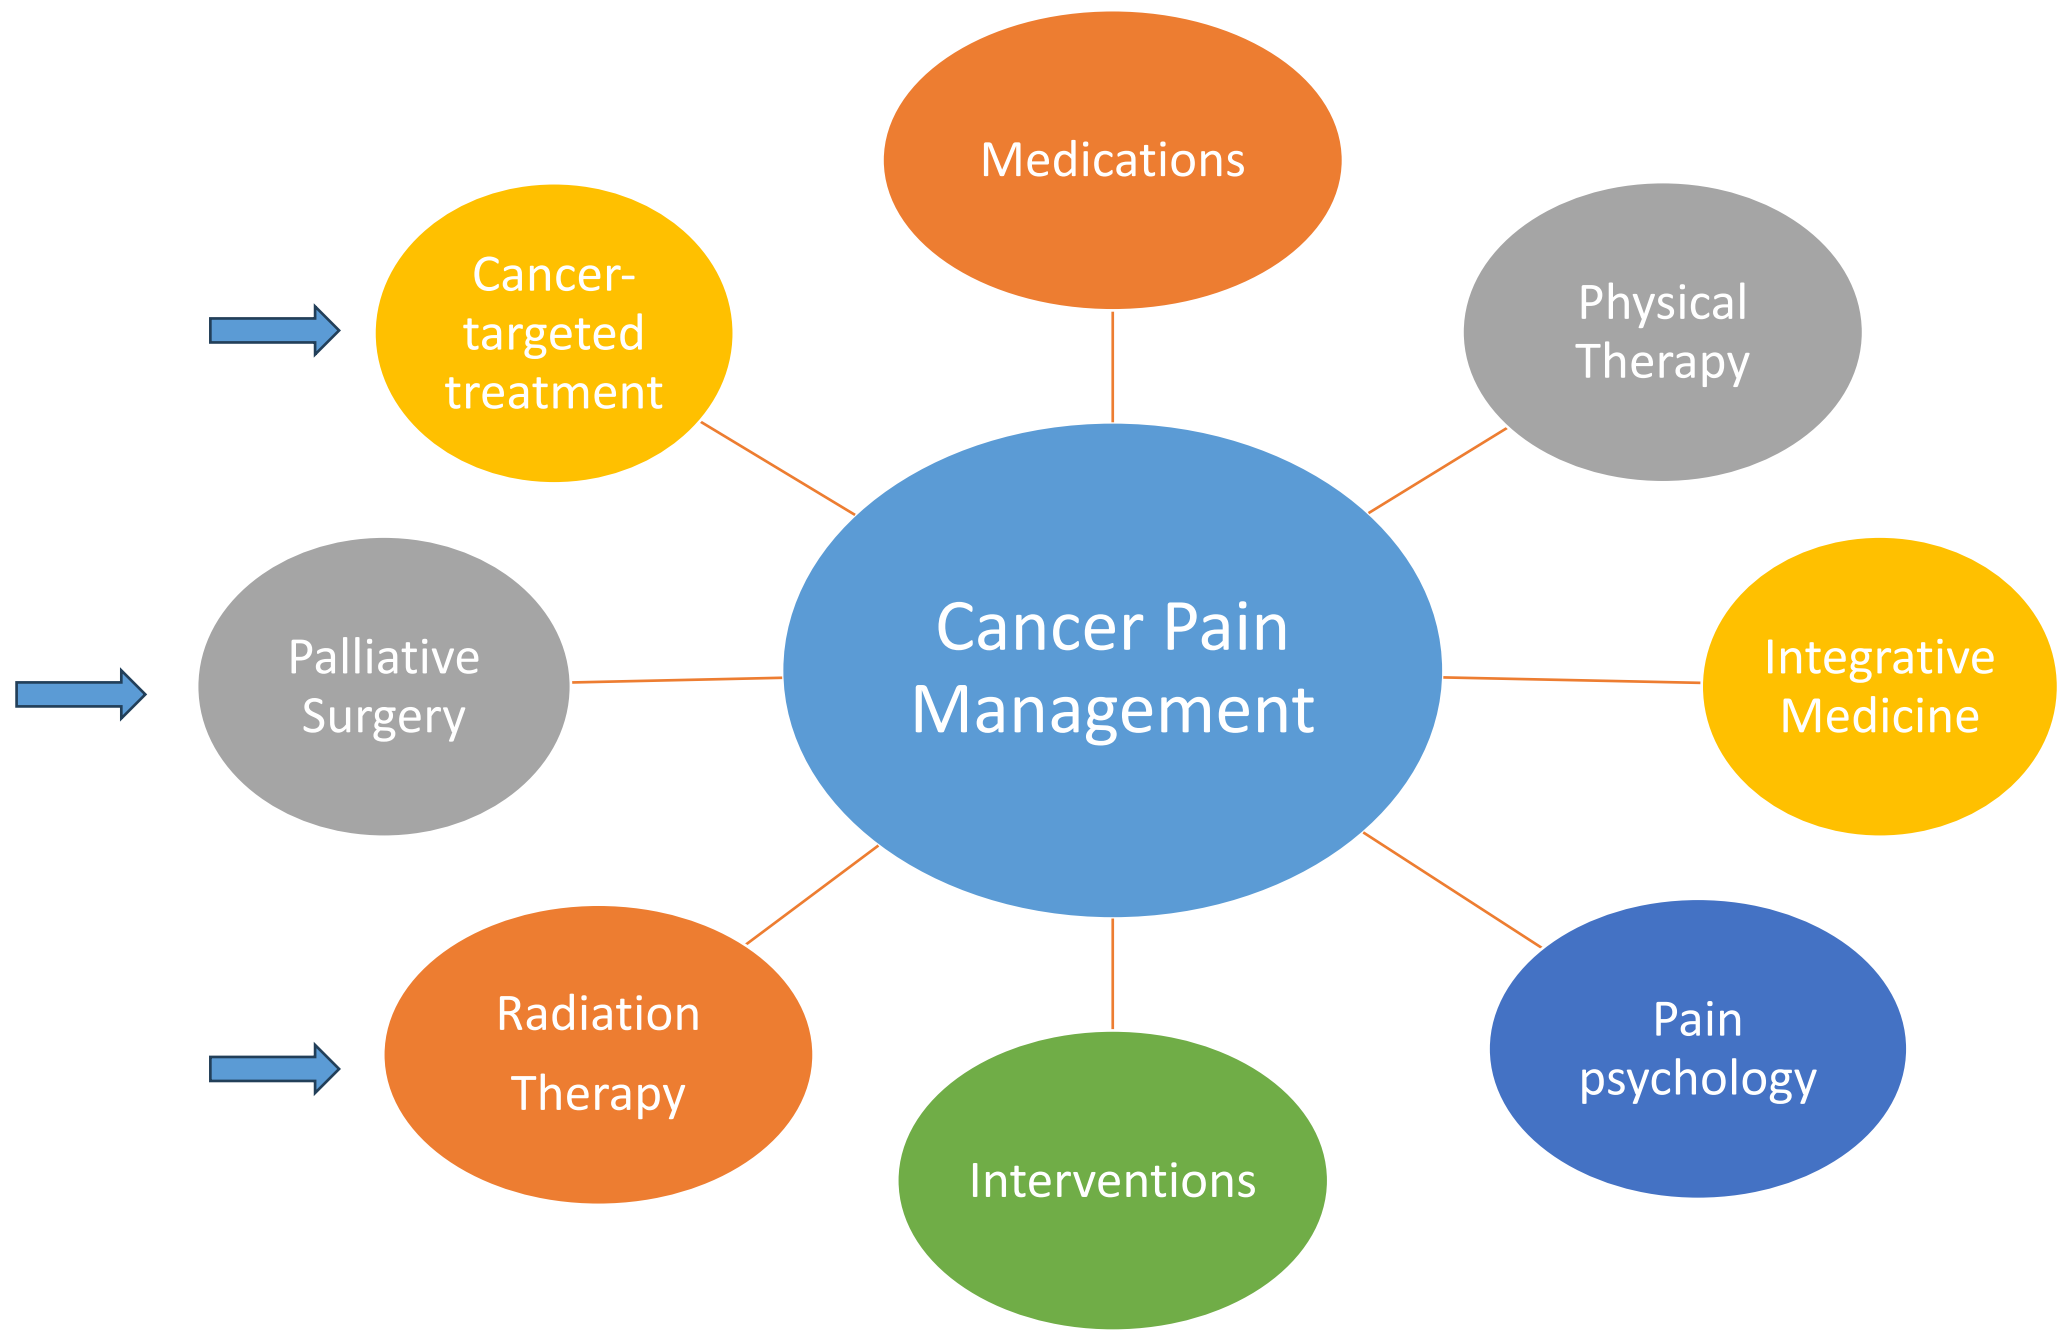 Medications
Cancer-
targeted
treatment
Physical
Therapy
Cancer Pain
Management
Palliative
Surgery
Integrative
Medicine
Radiation
Therapy
Pain
psychology
Interventions